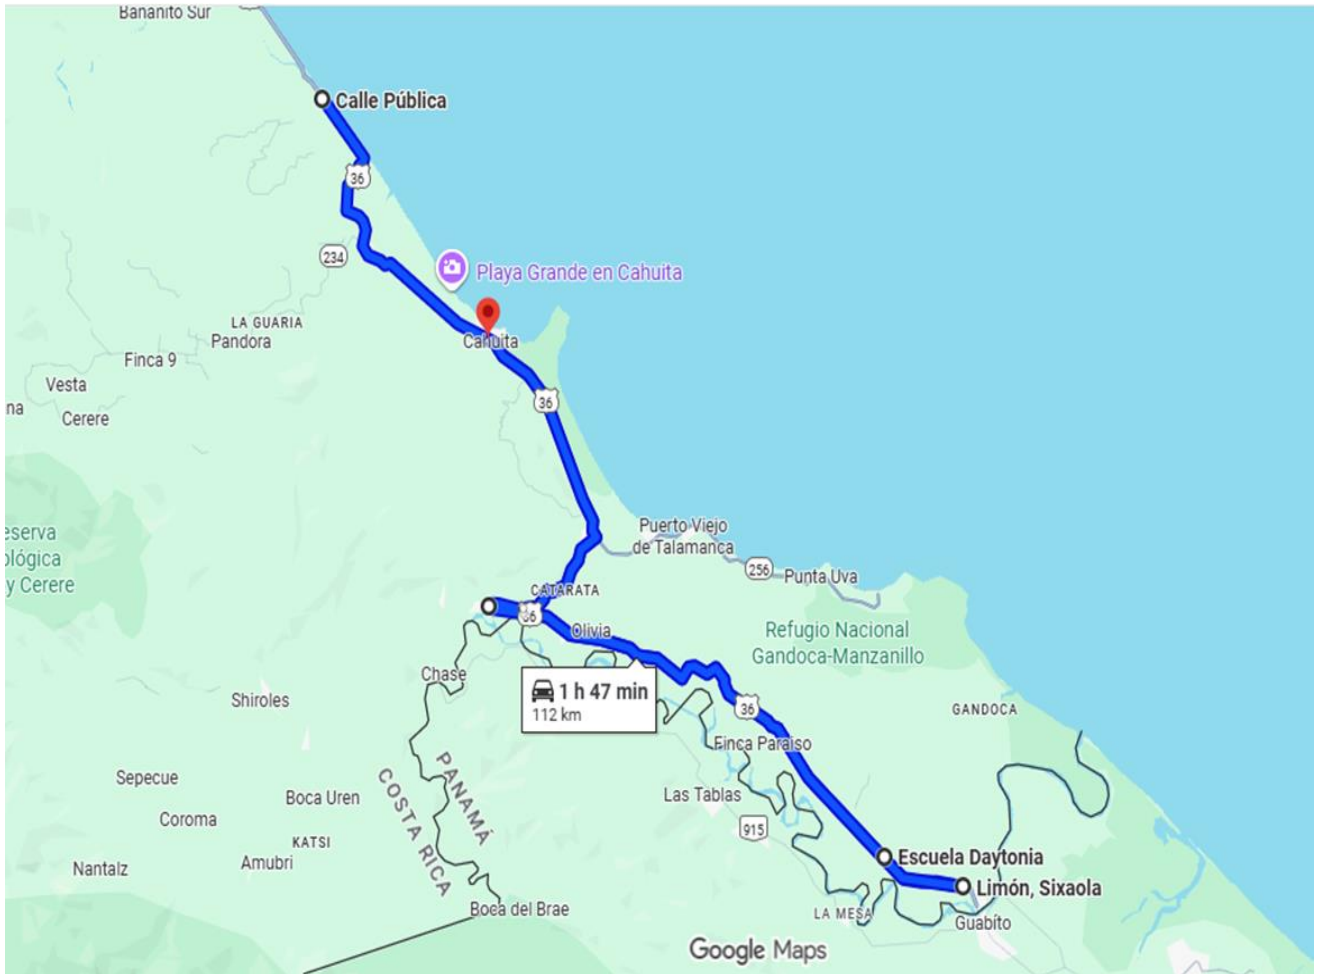 Bananito Sur
Calle Pública
36
234
Playa Grande en Cahuita
LA GUARIA
Pandora
Cahuita
Finca 9
Vesta
na
Cerere
36
eserva
ológica
y Cerere
Puerto Viejo
de Talamanca
256
Punta Uva
CATARATA
36
Olivia
Refugio Nacional
Gandoca-Manzanillo
Chase
1 h 47 min
112 km
Shiroles
36
GANDOCA
Finca Paraiso
PANAMÁ
COSTA RICA
Sepecue
Boca Uren
Las Tablas
Coroma
915
KATSI
Amubri
Nantalz
Escuela Daytonia
Limón, Sixaola
Boca del Brae
LA MESA
Guabito
Google Maps